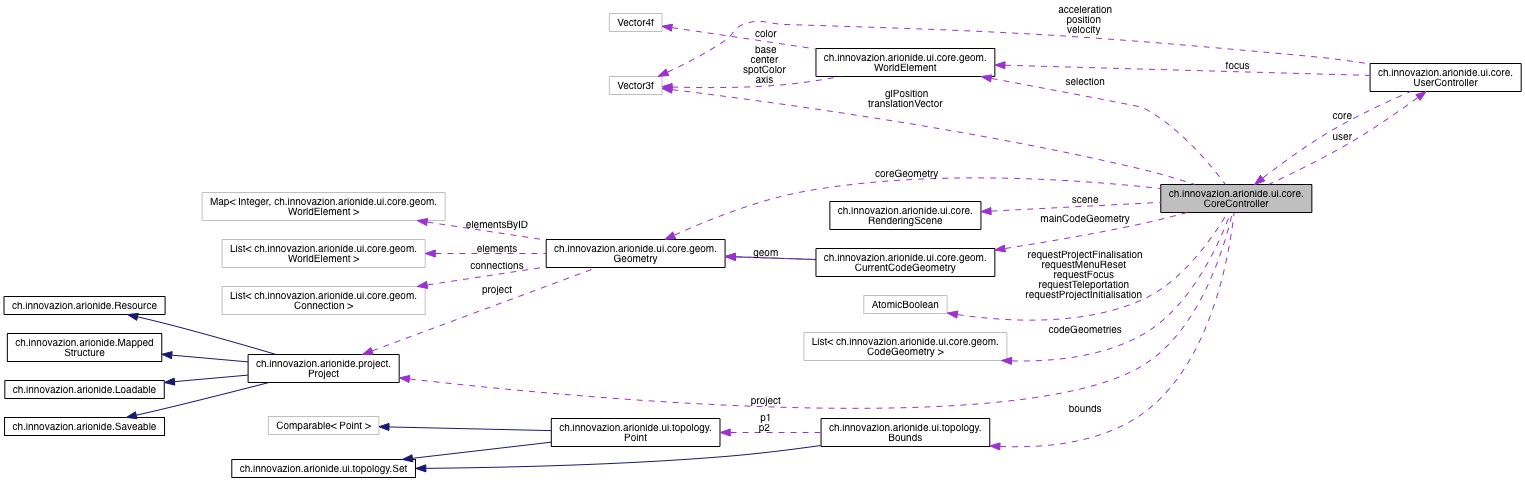 Vector4f
color
acceleration
position
velocity
base
center
spotColor
axis
Vector3f
ch.innovazion.arionide.ui.core.geom.
WorldElement
focus
ch.innovazion.arionide.ui.core.
UserController
selection
glPosition
translationVector
core
user
coreGeometry
ch.innovazion.arionide.ui.core.
CoreController
Map< Integer, ch.innovazion.arionide.ui.core.geom.
WorldElement >
elementsByID
scene
ch.innovazion.arionide.ui.core.
RenderingScene
mainCodeGeometry
List< ch.innovazion.arionide.ui.core.geom.
WorldElement >
elements
ch.innovazion.arionide.ui.core.geom.
Geometry
geom
ch.innovazion.arionide.ui.core.geom.
CurrentCodeGeometry
connections
List< ch.innovazion.arionide.ui.core.geom.
Connection >
project
requestProjectFinalisation
requestMenuReset
requestFocus
requestTeleportation
requestProjectInitialisation
AtomicBoolean
ch.innovazion.arionide.Resource
ch.innovazion.arionide.Mapped
Structure
codeGeometries
List< ch.innovazion.arionide.ui.core.geom.
CodeGeometry >
ch.innovazion.arionide.project.
Project
ch.innovazion.arionide.Loadable
project
bounds
ch.innovazion.arionide.Saveable
Comparable< Point >
ch.innovazion.arionide.ui.topology.
Point
p1
p2
ch.innovazion.arionide.ui.topology.
Bounds
ch.innovazion.arionide.ui.topology.Set